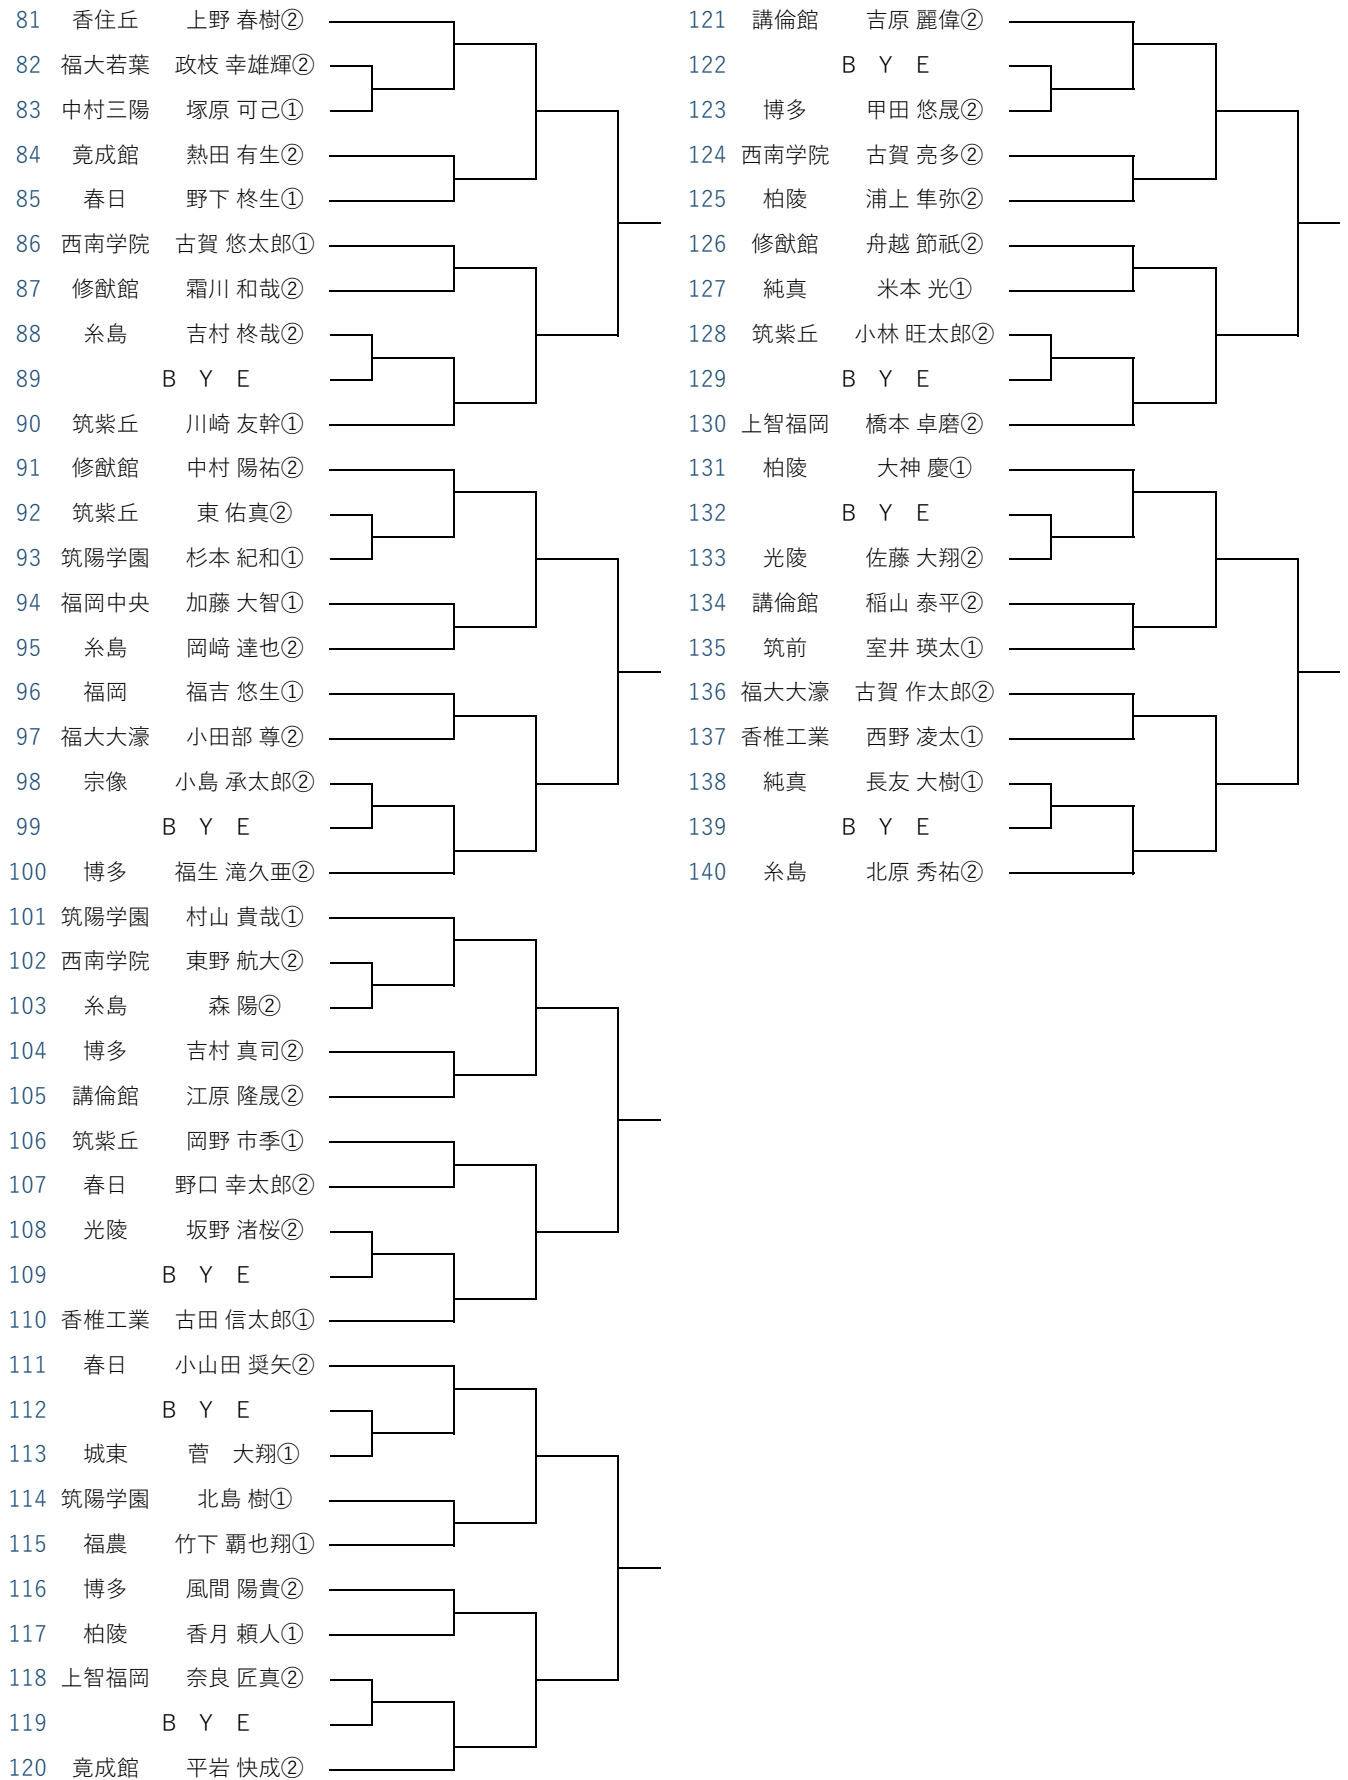 81 香住丘 上野 春樹②
82 福大若葉 政枝 幸雄輝②
83 中村三陽 塚原 可己①
84 竟成館 熱田 有生②
85 春日 野下 柊生①
86 西南学院 古賀 悠太郎①
87 修猷館 霜川 和哉②
88 糸島 吉村 柊哉②
89 B Y E
90 筑紫丘 川崎 友幹①
91 修猷館 中村 陽祐②
92 筑紫丘 東 佑真②
93 筑陽学園 杉本 紀和①
94 福岡中央 加藤 大智①
95 糸島 岡﨑 達也②
96 福岡 福吉 悠生①
97 福大大濠 小田部 尊②
98 宗像 小島 承太郎②
99 B Y E
100 博多 福生 滝久亜②
101 筑陽学園 村山 貴哉①
102 西南学院 東野 航大②
103 糸島 森 陽②
104 博多 吉村 真司②
105 講倫館 江原 隆晟②
106 筑紫丘 岡野 市季①
107 春日 野口 幸太郎②
108 光陵 坂野 渚桜②
109 B Y E
110 香椎工業 古田 信太郎①
111 春日 小山田 奨矢②
112 B Y E
113 城東 菅 大翔①
114 筑陽学園 北島 樹①
115 福農 竹下 覇也翔①
116 博多 風間 陽貴②
117 柏陵 香月 頼人①
118 上智福岡 奈良 匠真②
119 B Y E
120 竟成館 平岩 快成②
121 講倫館 吉原 麗偉②
122 B Y E
123 博多 甲田 悠晟②
124 西南学院 古賀 亮多②
125 柏陵 浦上 隼弥②
126 修猷館 舟越 節祇②
127 純真 米本 光①
128 筑紫丘 小林 旺太郎②
129 B Y E
130 上智福岡 橋本 卓磨②
131 柏陵 大神 慶①
132 B Y E
133 光陵 佐藤 大翔②
134 講倫館 稲山 泰平②
135 筑前 室井 瑛太①
136 福大大濠 古賀 作太郎②
137 香椎工業 西野 凌太①
138 純真 長友 大樹①
139 B Y E
140 糸島 北原 秀祐②